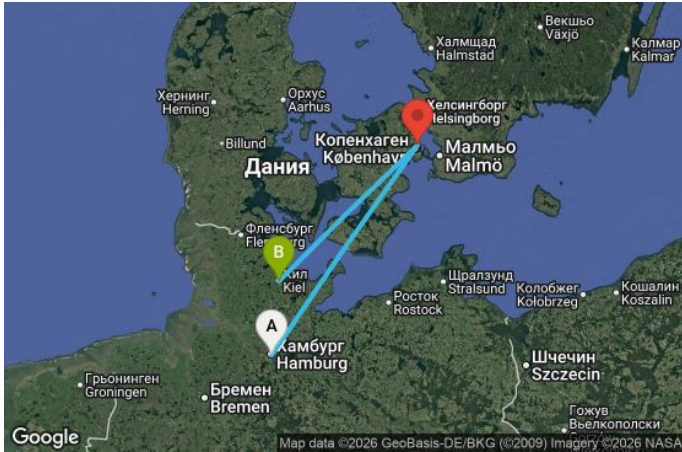 Векшьо
Växjö
Халмщад
Halmstad
Калмар
Kalmar
Орхус
Aarhus
Хернинг
Herning
Хелсингборг
Helsingborg
Billund
Копенхаген
København
Малмьо
Malmö
Дания
Фленсбург
B
Кил
Kiel
Щралзунд
Stralsund
Росток
Rostock
Колобжег
Kołobrzeg
Кошалин
Koszalin
A
Хамбург
Hamburg
Грьонинген
Groningen
Бремен
Bremen
Шчечин
Szczecin
Гожув
Вьелкополски
Google
Map data ©2026 GeoBasis-DE/BKG (©2009) Imagery ©2026 NASA